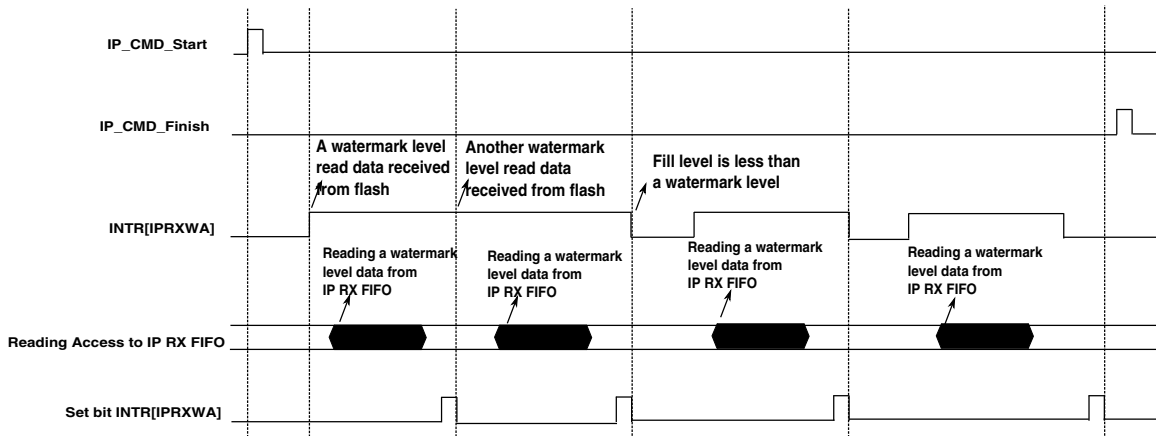 IP_CMD_Start
IP_CMD_Finish
A watermark level
read data received
from flash
Another watermark
level read data
received from flash
Fill level is less than
a watermark level
INTR[IPRXWA]
Reading a watermark
level data from
IP RX FIFO
Reading a watermark
level data from
IP RX FIFO
Reading a watermark
level data from
IP RX FIFO
Reading a watermark
level data from
IP RX FIFO
Reading Access to IP RX FIFO
Set bit INTR[IPRXWA]